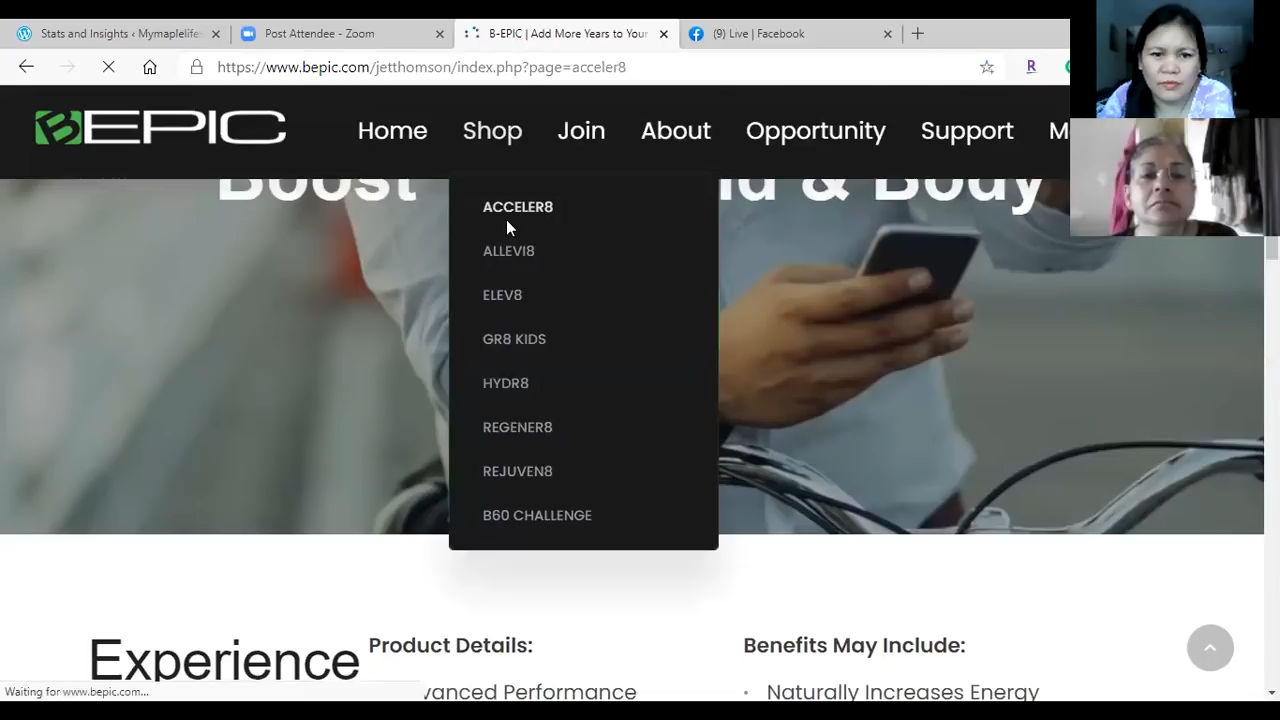 Stats and Insights ‹ Mymaplelifes
Post Attendee - Zoom
B-EPIC | Add More Years to Your
(9) Live | Facebook
https://www.bepic.com/jetthomson/index.php?page=acceler8
R
BEPIC
Home
Shop
Join
About
Opportunity
Support
Boost
& Body
ACCELER8
ALLEVI8
ELEV8
GR8 KIDS
HYDR8
REGENER8
REJUVEN8
B60 CHALLENGE
Experience
Product Details:
Benefits May Include:
Performance
• Naturally Increases Energy
Waiting for www.bepic.com...